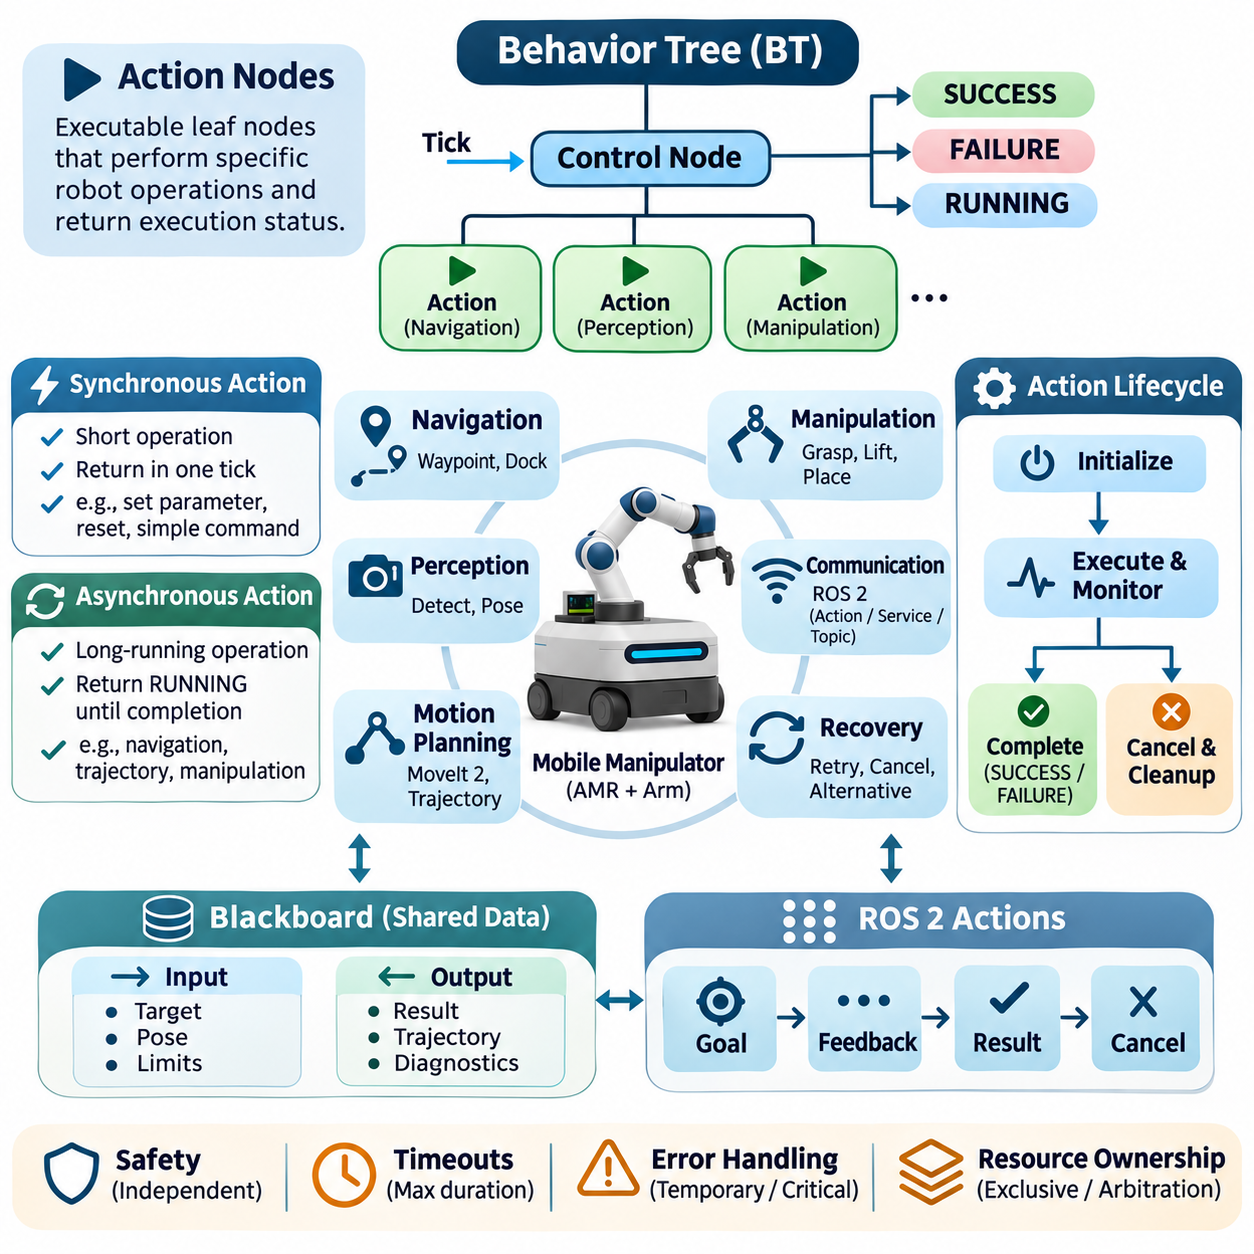 Behavior Tree (BT)
Action Nodes
Executable leaf nodes
that perform specific
robot operations and
return execution status.
Tick
Control Node
SUCCESS
FAILURE
RUNNING
Action
(Navigation)
Action
(Perception)
Action
(Manipulation)
...
Synchronous Action
Short operation
Return in one tick
e.g., set parameter,
reset, simple command
Asynchronous Action
Long-running operation
Return RUNNING
until completion
e.g., navigation,
trajectory, manipulation
Navigation
Waypoint, Dock
Perception
Detect, Pose
Motion
Planning
MoveIt 2,
Trajectory
Mobile Manipulator
(AMR + Arm)
Manipulation
Grasp, Lift,
Place
Communication
ROS 2
(Action / Service /
Topic)
Recovery
Retry, Cancel,
Alternative
Action Lifecycle
Initialize
Execute &
Monitor
Complete
(SUCCESS /
FAILURE)
Cancel &
Cleanup
Blackboard (Shared Data)
Input
• Target
• Pose
• Limits
Output
• Result
• Trajectory
• Diagnostics
ROS 2 Actions
Goal
Feedback
Result
Cancel
Safety
(Independent)
Timeouts
(Max duration)
Error Handling
(Temporary / Critical)
Resource Ownership
(Exclusive / Arbitration)